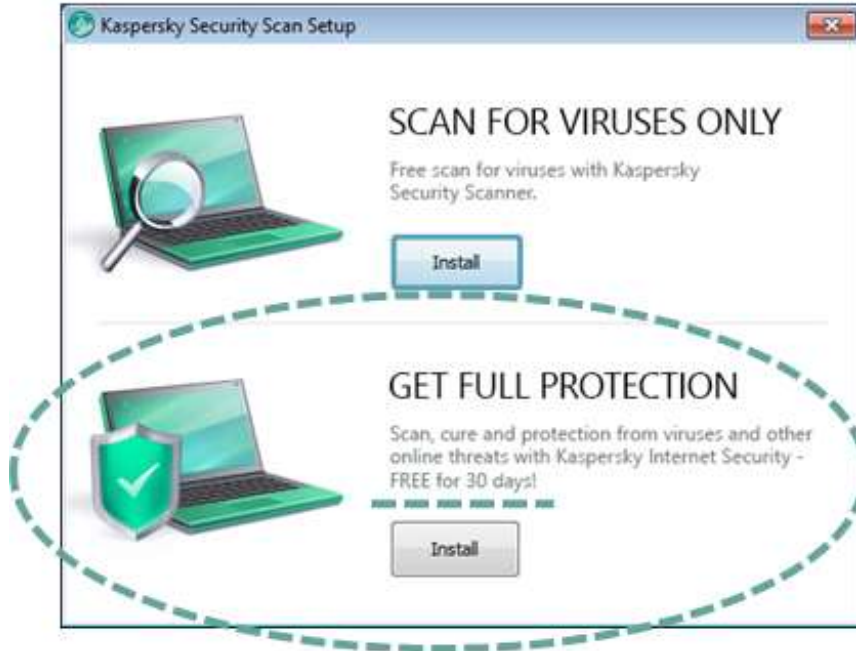 Kaspersky Security Scan Setup
SCAN FOR VIRUSES ONLY
Free scan for viruses with Kaspersky
Security Scanner.
Install
GET FULL PROTECTION
Scan, cure and protection from viruses and other
online threats with Kaspersky Internet Security -
FREE for 30 days!
Install